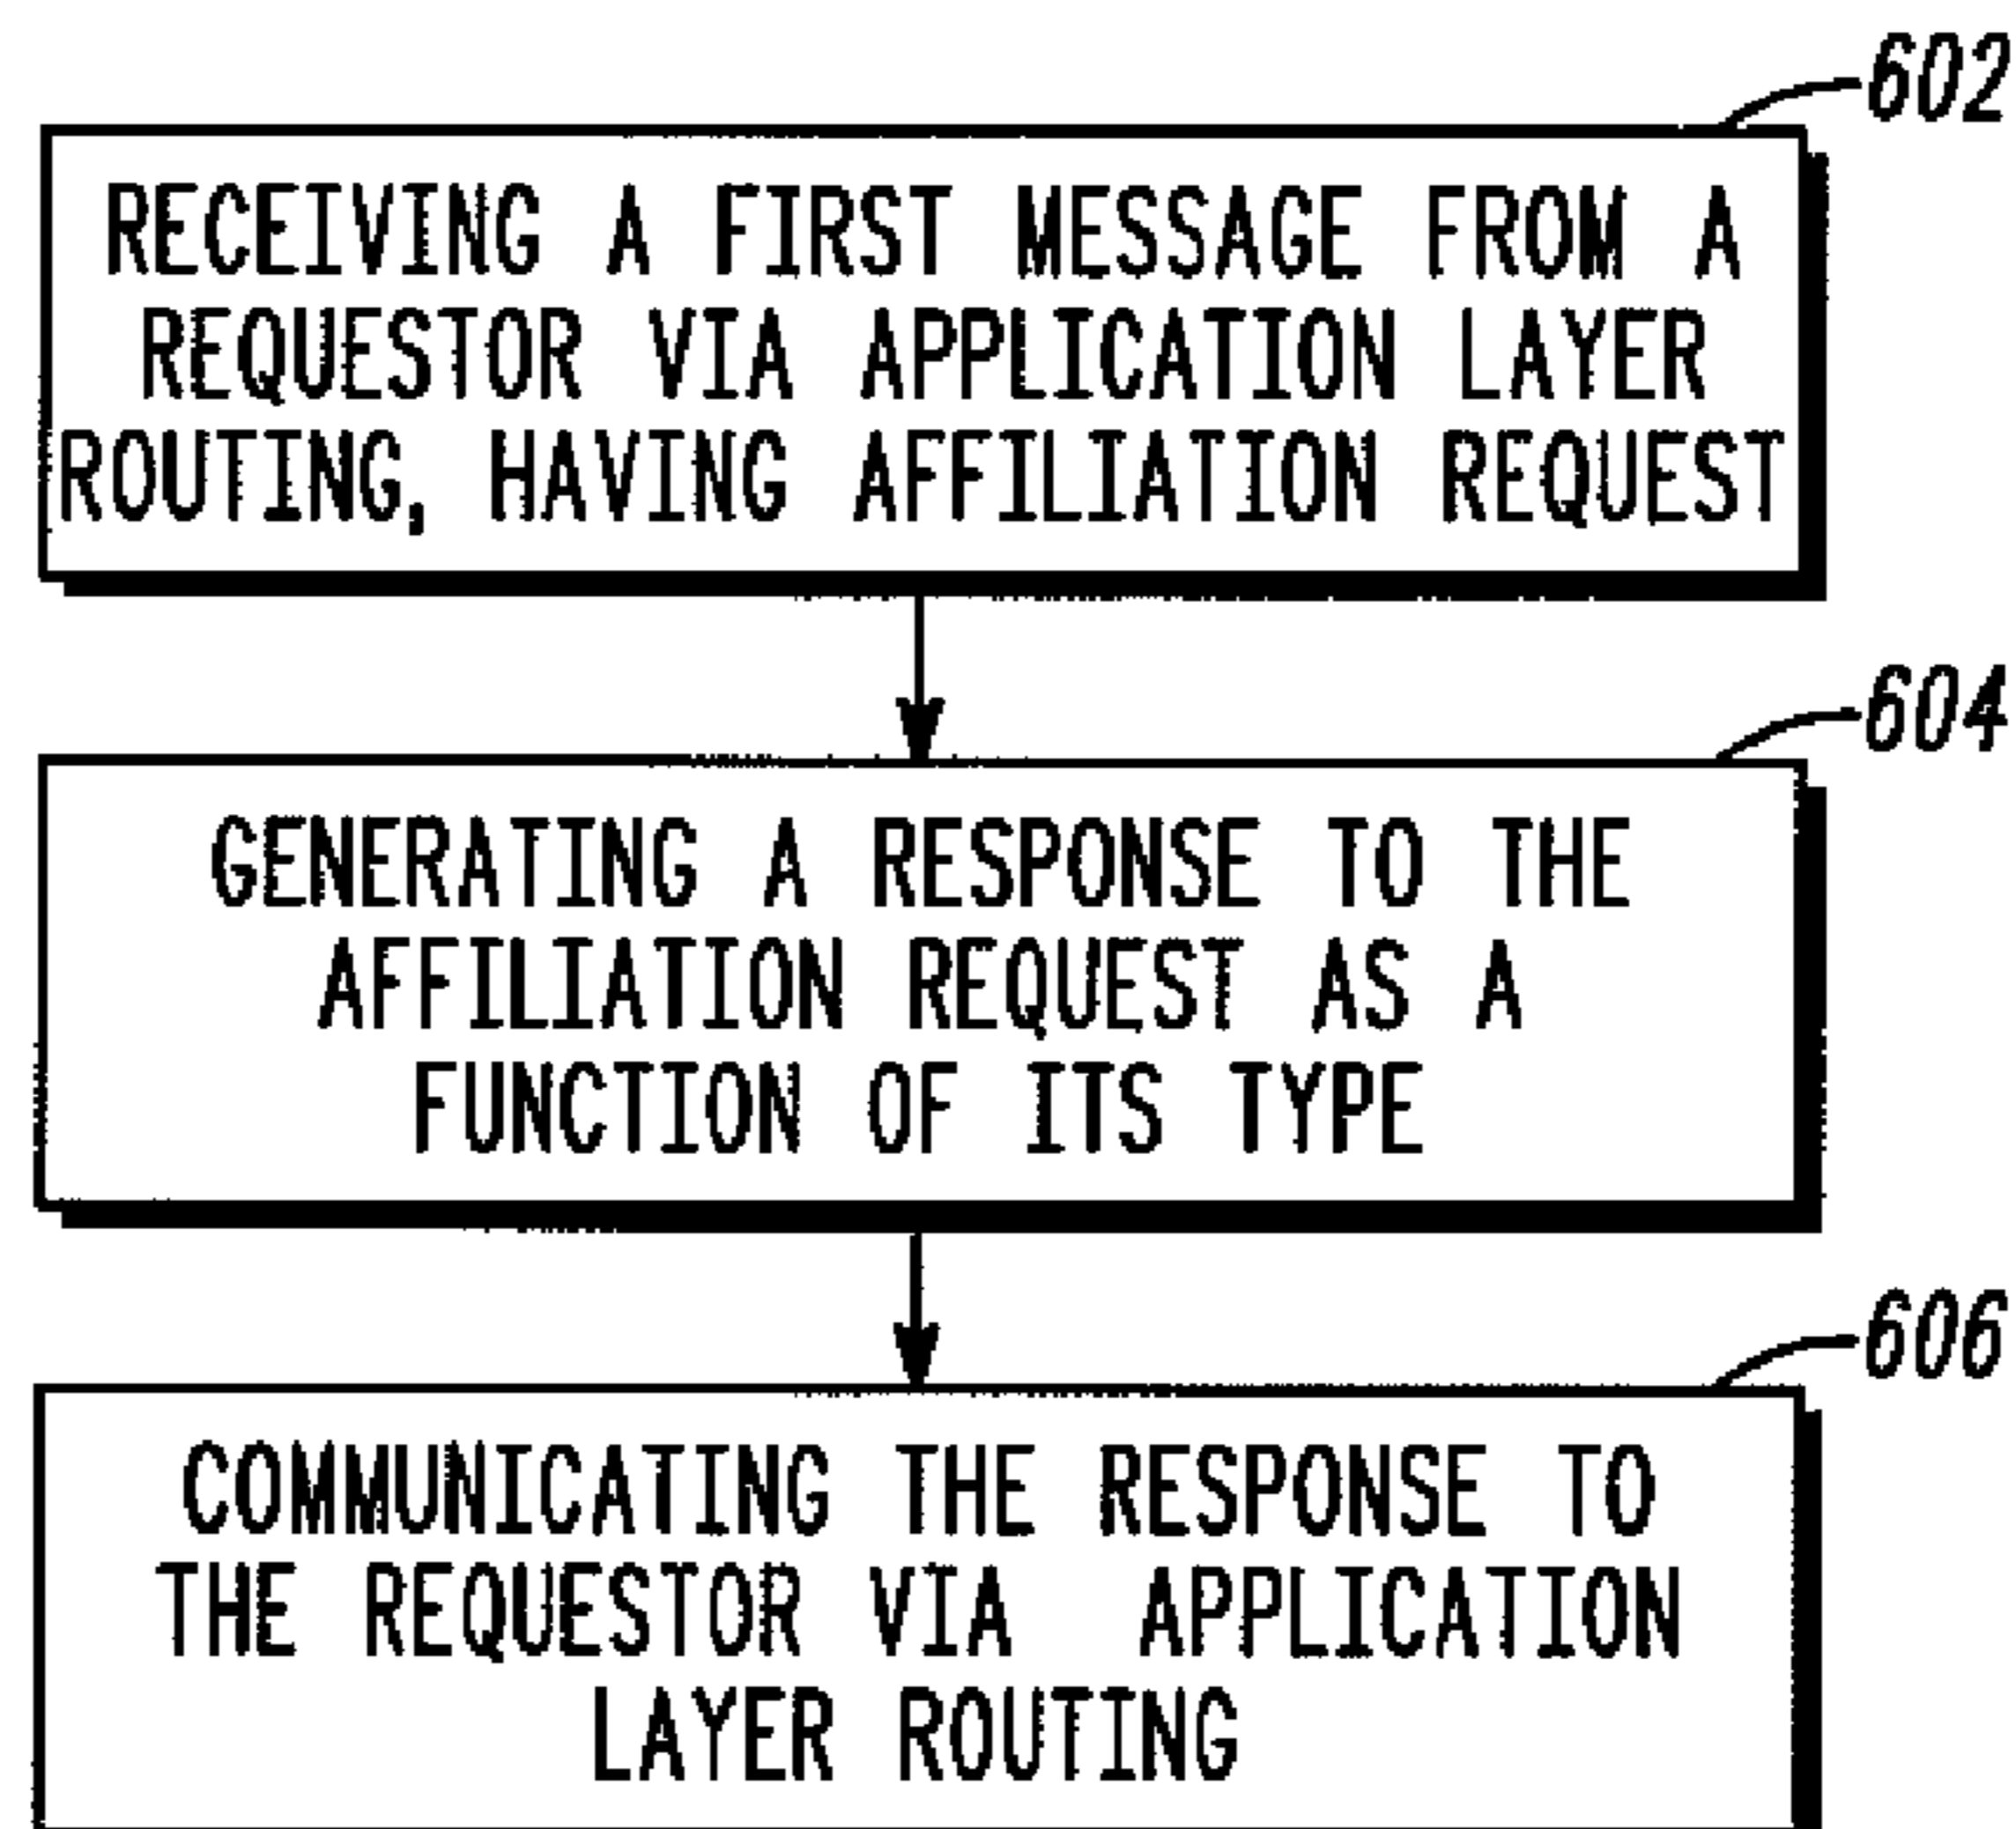 602
RECEIVING A FIRST MESSAGE FROM A
REQUESTOR VIA APPLICATION LAYER
ROUTING, HAVING AFFILIATION REQUEST
604
GENERATING A RESPONSE TO THE
AFFILIATION REQUEST AS A
FUNCTION OF ITS TYPE
606
COMMUNICATING THE RESPONSE TO
THE REQUESTOR VIA APPLICATION
LAYER ROUTING